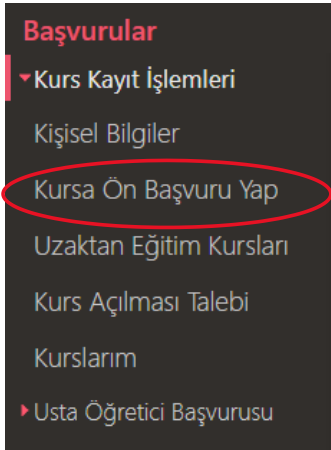 Başvurular
Kurs Kayıt İşlemleri
Kişisel Bilgiler
Kursa Ön Başvuru Yap
Uzaktan Eğitim Kursları
Kurs Açılması Talebi
Kurslarım
Usta Öğretici Başvurusu